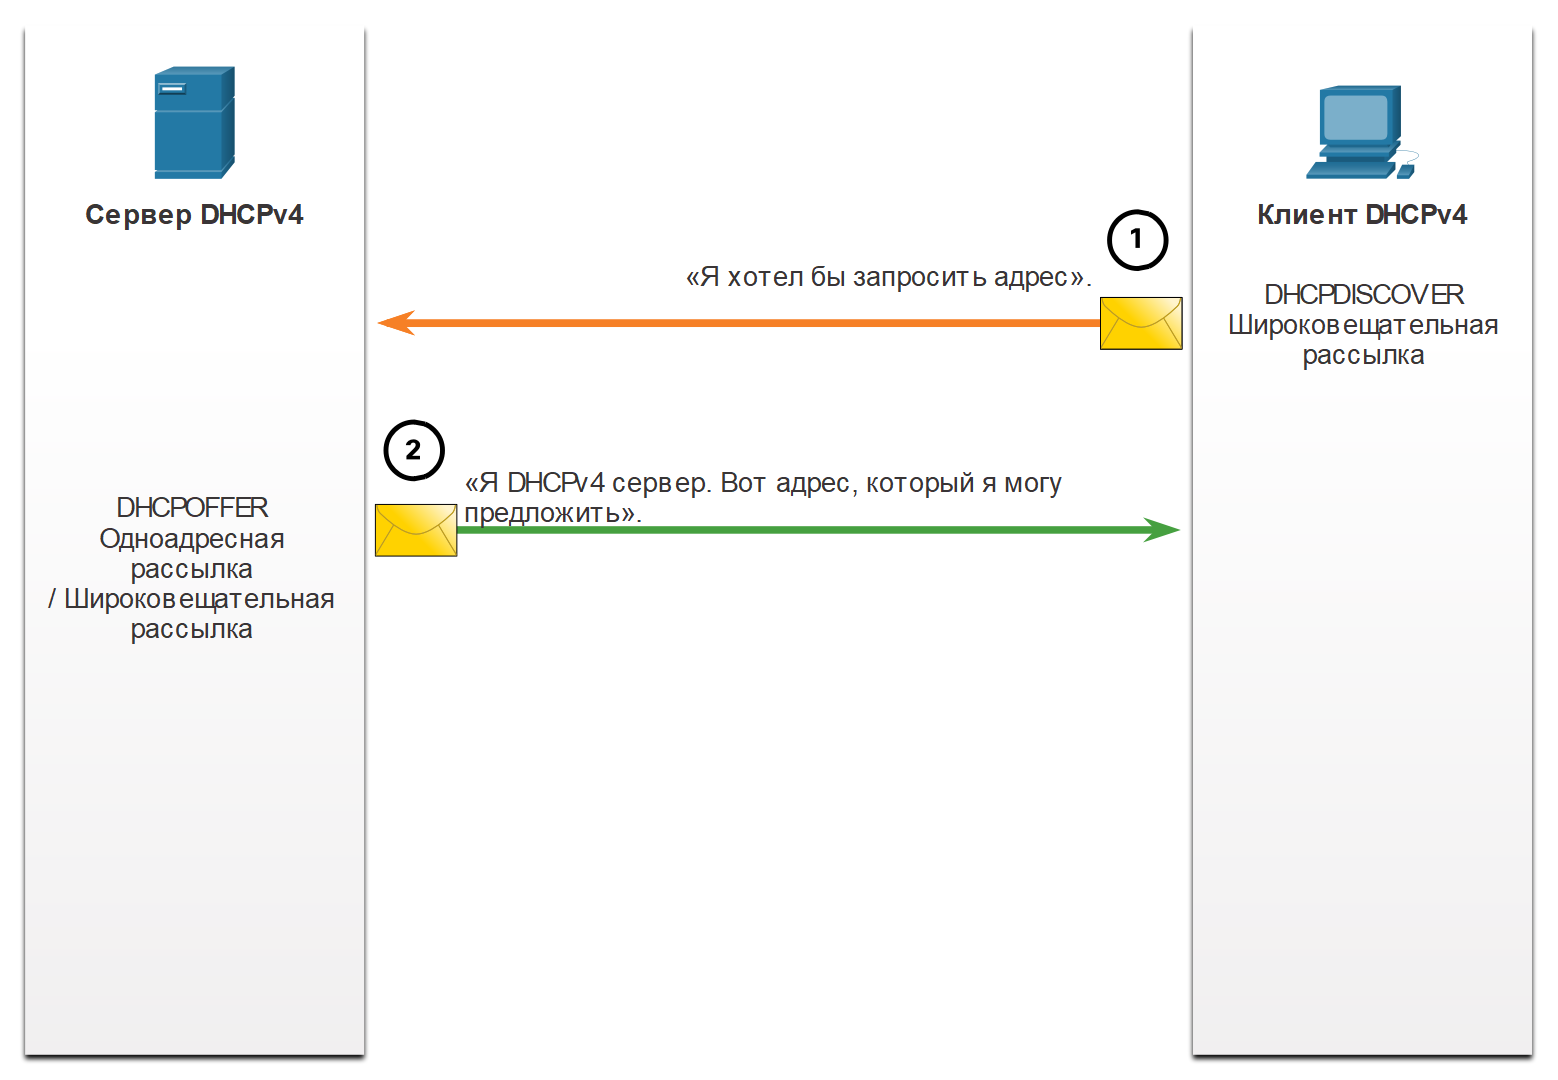 Сервер DHCPv4
Клиент DHCPv4
1
«Я хотел бы запросить адрес».
DHCPDISCOVER
Широковещательная
рассылка
2
«Я DHCPv4 сервер. Вот адрес, который я могу
предложить».
DHCPOFFER
Одноадресная
рассылка
/ Широковещательная
рассылка